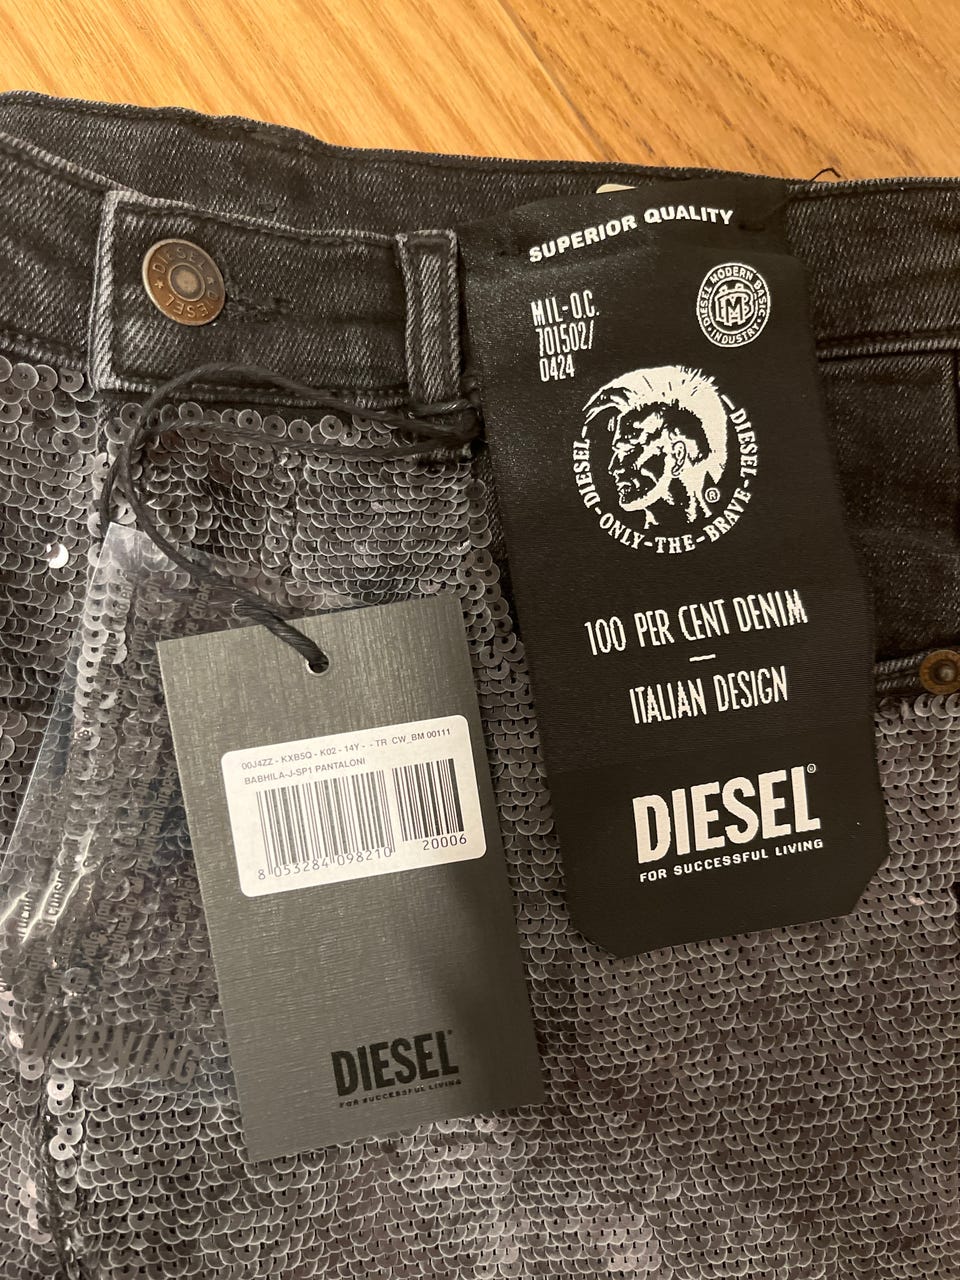 DIESEL DIESEL
SUPERIOR QUALITY
MIL-O.C.
701502/
0424
DIESEL MODERN BASIC INDUSTRY
DIESEL-ONLY-THE-BRAVE-DIESEL
®
100 PER CENT DENIM
ITALIAN DESIGN
DIESEL®
FOR SUCCESSFUL LIVING
00J4ZZ - KXB5Q - K02 - 14Y - - TR CW_BM 00111
BABHILA-J-SP1 PANTALONI
8 053284 098210
20006
DIESEL
FOR SUCCESSFUL LIVING
WARNING